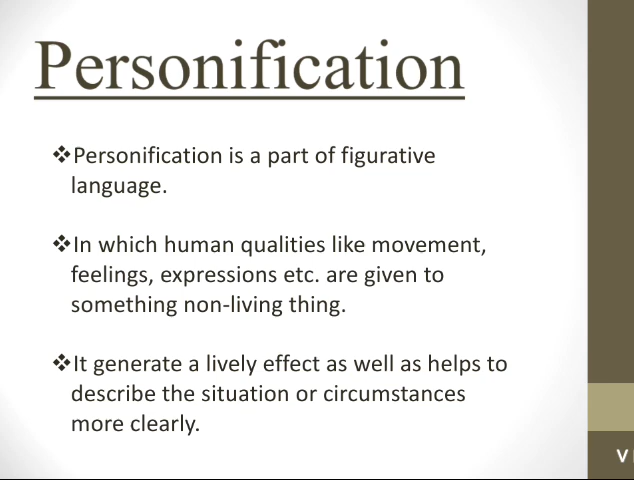 Personification
❖Personification is a part of figurative
language.
❖In which human qualities like movement,
feelings, expressions etc. are given to
something non-living thing.
❖It generate a lively effect as well as helps to
describe the situation or circumstances
more clearly.
V